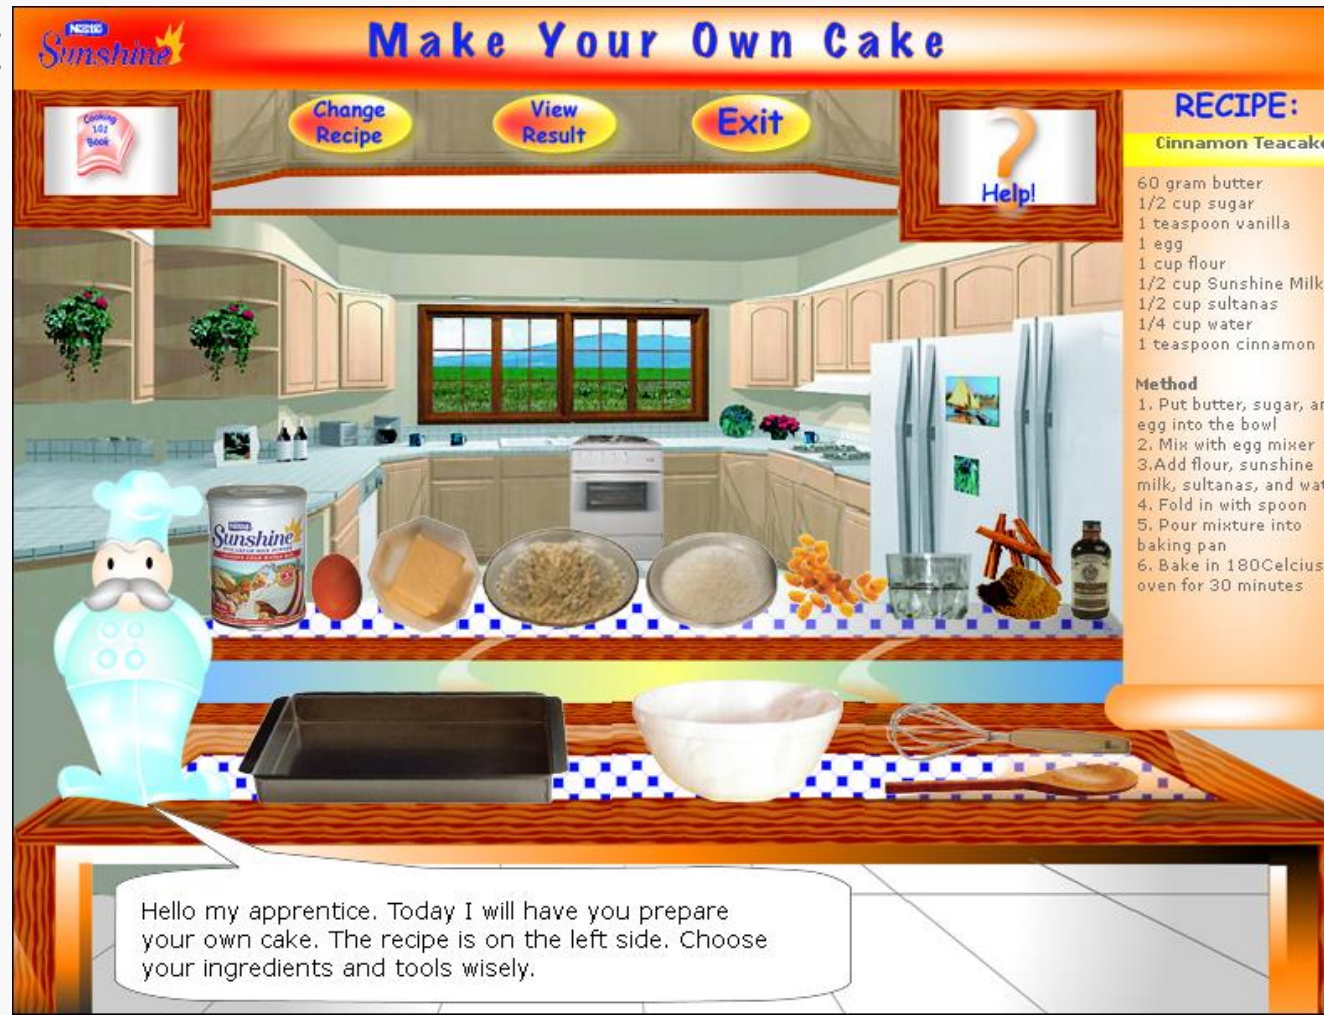 Nestlé
Sunshine
Make Your Own Cake
Cooking
101
Book
Change
Recipe
View
Result
Exit
Help!
RECIPE:
Cinnamon Teacake
60 gram butter
1/2 cup sugar
1 teaspoon vanilla
1 egg
1 cup flour
1/2 cup Sunshine Milk
1/2 cup sultanas
1/4 cup water
1 teaspoon cinnamon
Method
1. Put butter, sugar, an
egg into the bowl
2. Mix with egg mixer
3.Add flour, sunshine
milk, sultanas, and wat
4. Fold in with spoon
5. Pour mixture into
baking pan
6. Bake in 180Celcius
oven for 30 minutes
Nestlé
Sunshine
Hello my apprentice. Today I will have you prepare
your own cake. The recipe is on the left side. Choose
your ingredients and tools wisely.